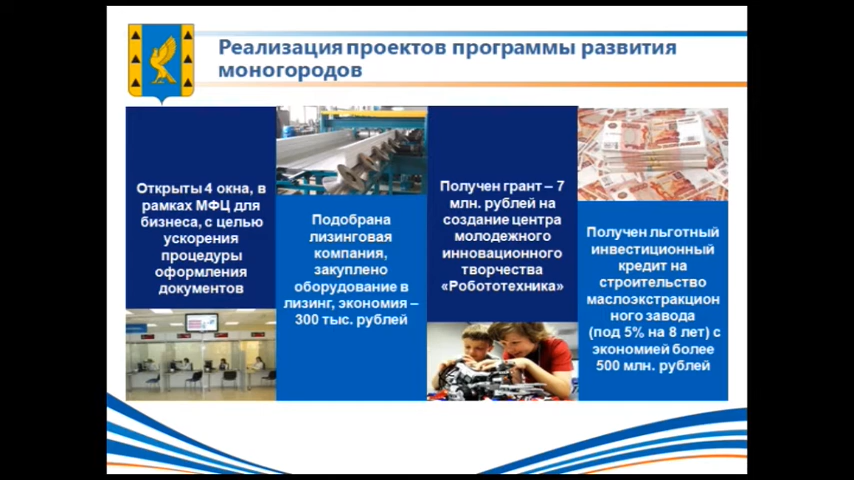 Реализация проектов программы развития
моногородов
Открыты 4 окна, в
рамках МФЦ для
бизнеса, с целью
ускорения
процедуры
оформления
документов
Подобрана
лизинговая
компания,
закуплено
оборудование в
лизинг, экономия –
300 тыс. рублей
Получен грант – 7
млн. рублей на
создание центра
молодежного
инновационного
творчества
«Робототехника»
Получен льготный
инвестиционный
кредит на
строительство
маслоэкстракцион
ного завода
(под 5% на 8 лет) с
экономией более
500 млн. рублей